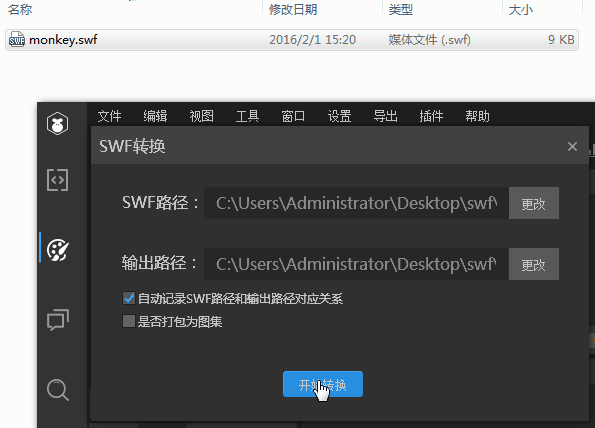 名称 修改日期 类型 大小
monkey.swf 2016/2/1 15:20 媒体文件 (.swf) 9 KB
文件 编辑 视图 工具 窗口 设置 导出 插件 帮助
SWF转换
SWF路径： C:\Users\Administrator\Desktop\swf\ 更改
输出路径： C:\Users\Administrator\Desktop\swf\ 更改
自动记录SWF路径和输出路径对应关系
是否打包为图集
开始转换